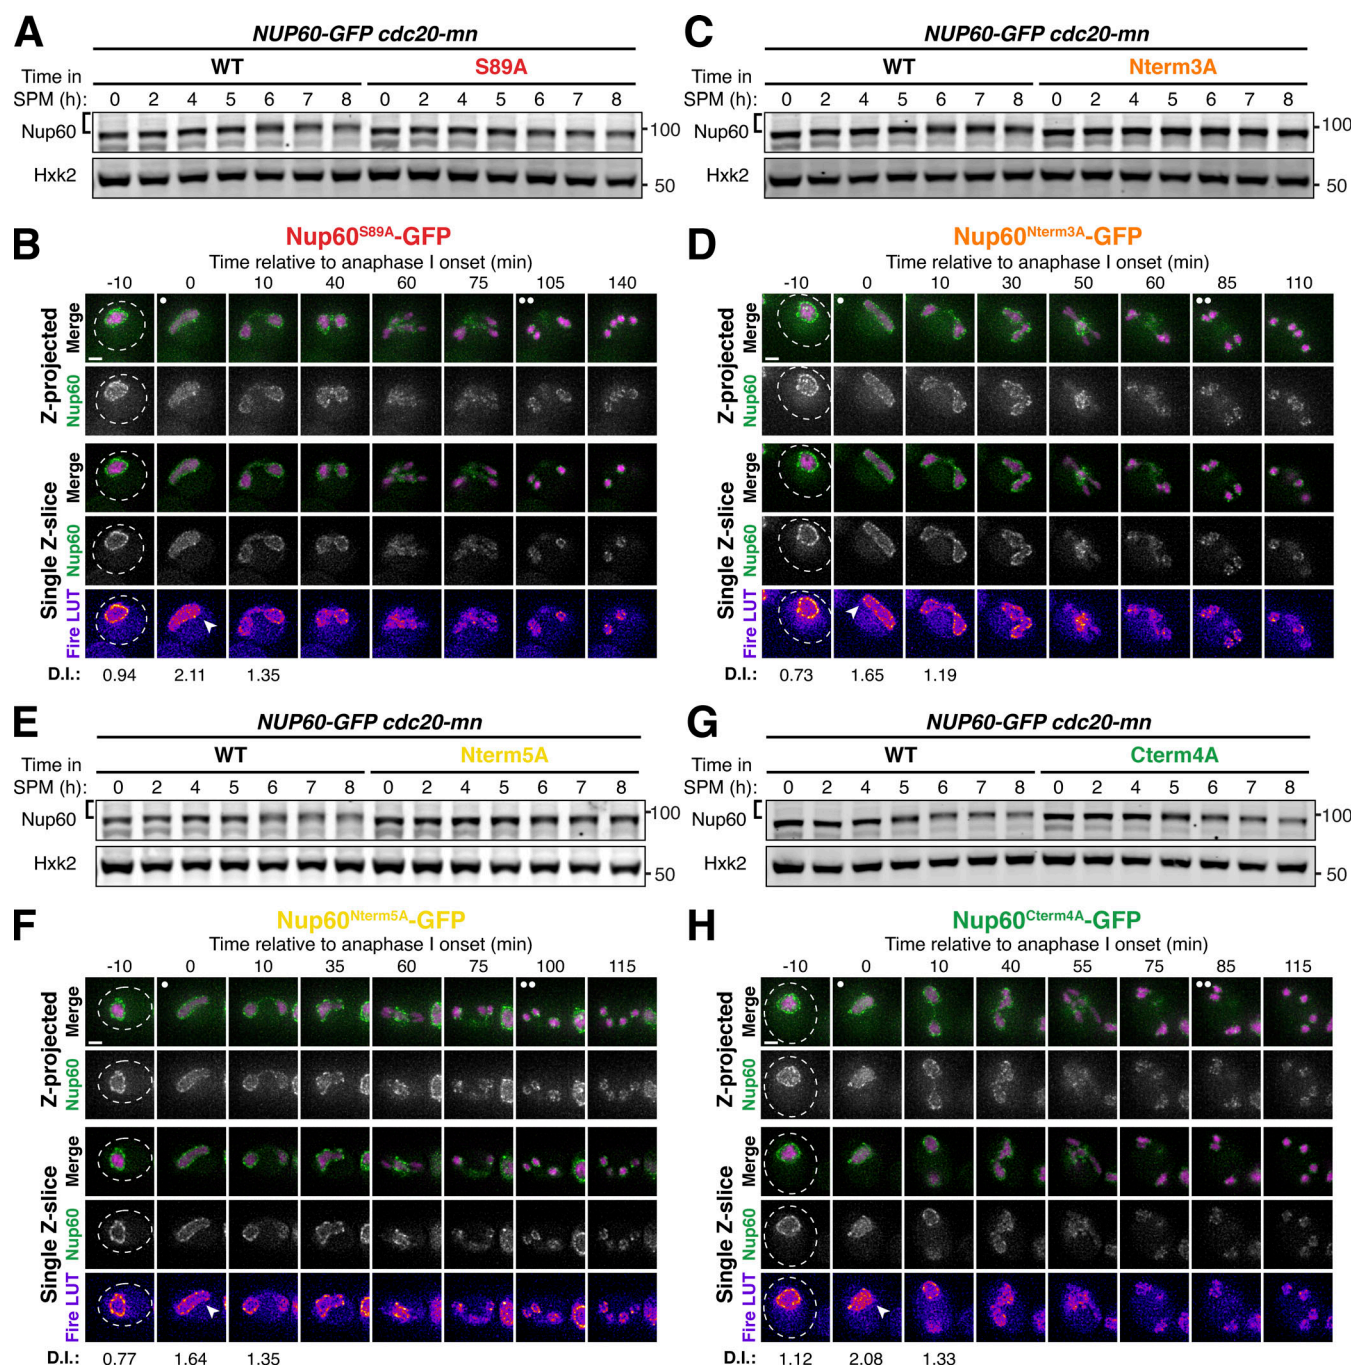 A
NUP60-GFP cdc20-mn
WT S89A
Time in SPM (h): 0 2 4 5 6 7 8 0 2 4 5 6 7 8
Nup60 100
Hxk2 50
C
NUP60-GFP cdc20-mn
WT Nterm3A
Time in SPM (h): 0 2 4 5 6 7 8 0 2 4 5 6 7 8
Nup60 100
Hxk2 50
B
Nup60S89A-GFP
Time relative to anaphase I onset (min)
-10 0 10 40 60 75 105 140
Z-projected
Merge
Nup60
Single Z-slice
Merge
Nup60
Fire LUT
D.I.: 0.94 2.11 1.35
D
Nup60Nterm3A-GFP
Time relative to anaphase I onset (min)
-10 0 10 30 50 60 85 110
Z-projected
Merge
Nup60
Single Z-slice
Merge
Nup60
Fire LUT
D.I.: 0.73 1.65 1.19
E
NUP60-GFP cdc20-mn
WT Nterm5A
Time in SPM (h): 0 2 4 5 6 7 8 0 2 4 5 6 7 8
Nup60 100
Hxk2 50
G
NUP60-GFP cdc20-mn
WT Cterm4A
Time in SPM (h): 0 2 4 5 6 7 8 0 2 4 5 6 7 8
Nup60 100
Hxk2 50
F
Nup60Nterm5A-GFP
Time relative to anaphase I onset (min)
-10 0 10 35 60 75 100 115
Z-projected
Merge
Nup60
Single Z-slice
Merge
Nup60
Fire LUT
D.I.: 0.77 1.64 1.35
H
Nup60Cterm4A-GFP
Time relative to anaphase I onset (min)
-10 0 10 40 55 75 85 115
Z-projected
Merge
Nup60
Single Z-slice
Merge
Nup60
Fire LUT
D.I.: 1.12 2.08 1.33